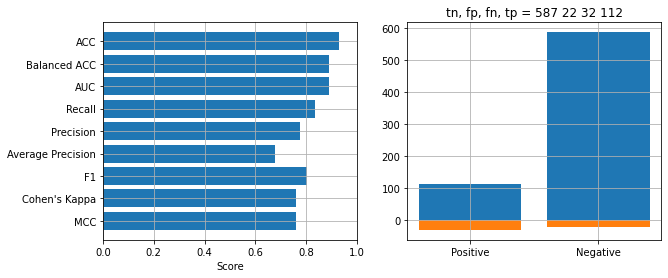 ACC
Balanced ACC
AUC
Recall
Precision
Average Precision
F1
Cohen's Kappa
MCC
0.0 0.2 0.4 0.6 0.8 1.0
Score
tn, fp, fn, tp = 587 22 32 112
600
500
400
300
200
100
0
Positive Negative